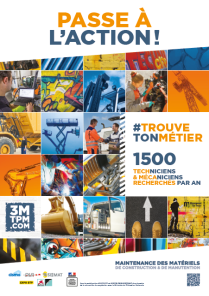 PASSE À
L'ACTION !
#TROUVE
TONMÉTIER
1500
TECHNICIENS
& MÉCANICIENS
RECHERCHÉS PAR AN
3M
TPM
.COM
MAINTENANCE DES MATÉRIELS
DE CONSTRUCTION & DE MANUTENTION
SEIMAT